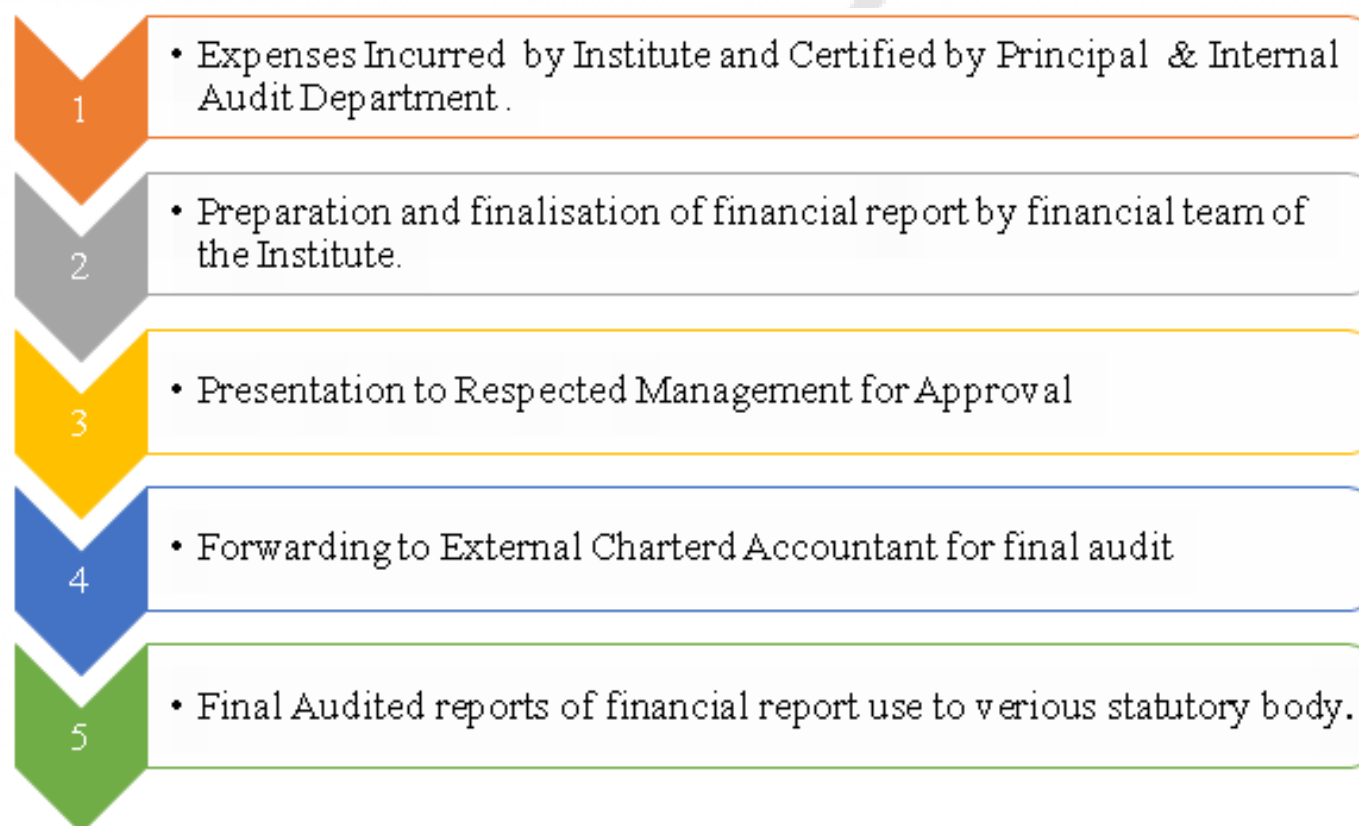 1
• Expenses Incurred by Institute and Certified by Principal & Internal
Audit Department .
2
• Preparation and finalisation of financial report by financial team of
the Institute.
3
• Presentation to Respected Management for Approval
4
• Forwarding to External Charterd Accountant for final audit
5
• Final Audited reports of financial report use to verious statutory body.